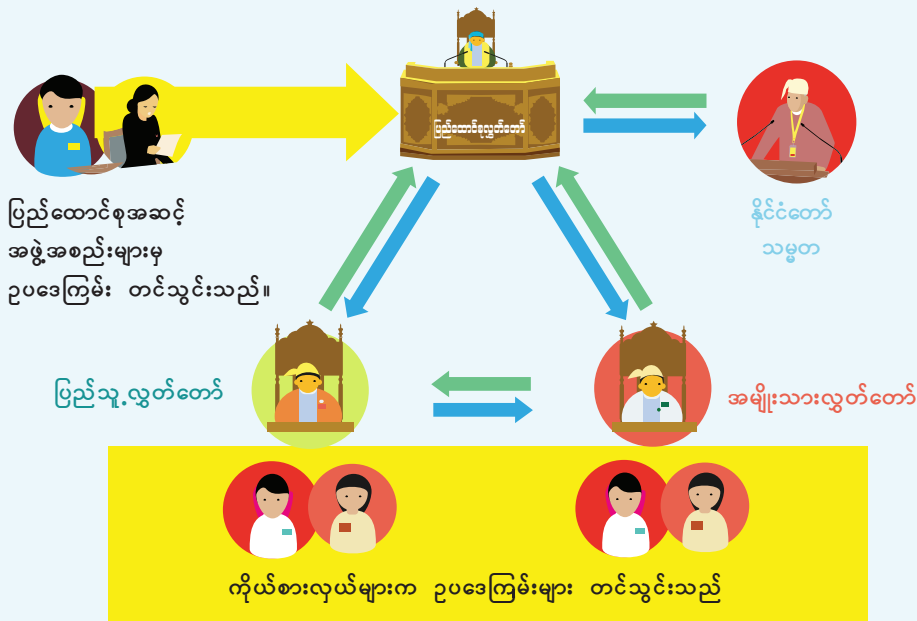 ပြည်ထောင်စုလွှတ်တော်
ပြည်ထောင်စုအဆင့်
အဖွဲ့အစည်းများမှ
ဥပဒေကြမ်း တင်သွင်းသည်။
နိုင်ငံတော်
သမ္မတ
ပြည်သူ့လွှတ်တော်
အမျိုးသားလွှတ်တော်
ကိုယ်စားလှယ်များက ဥပဒေကြမ်းများ တင်သွင်းသည်